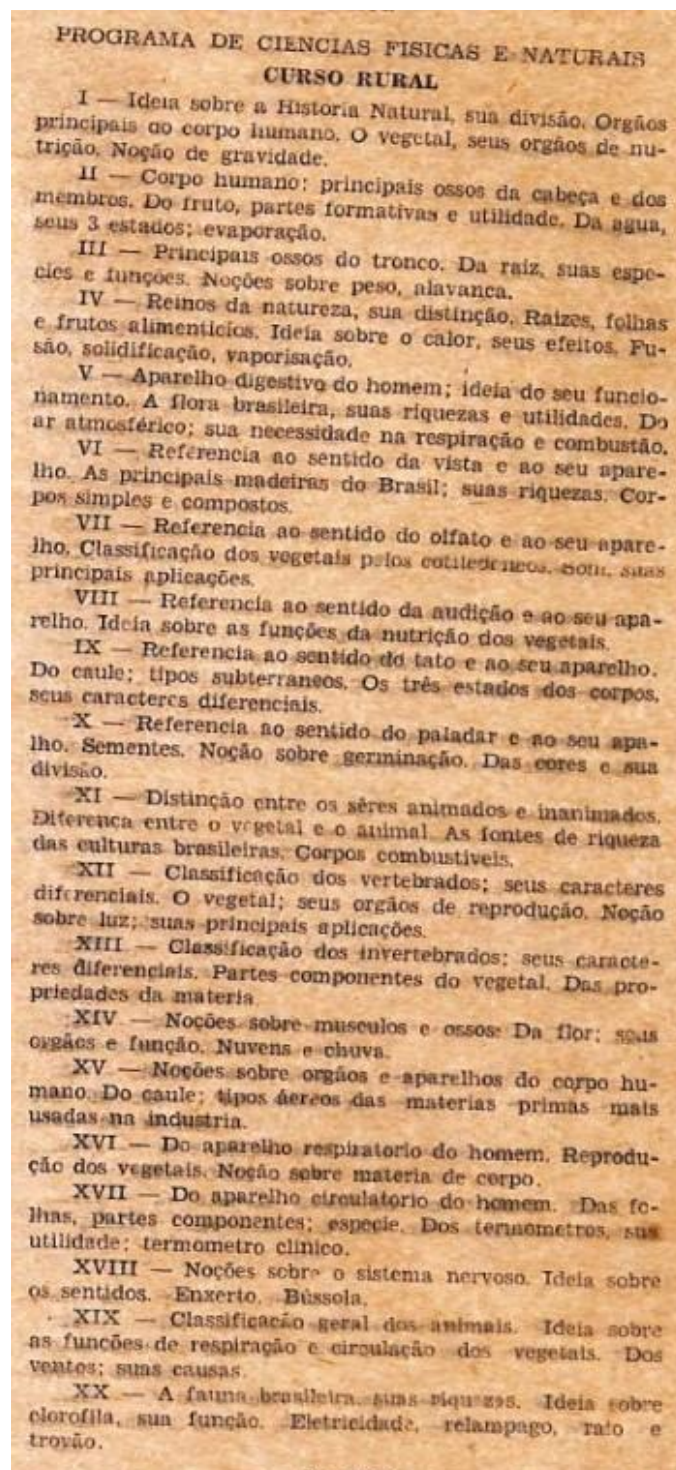 PROGRAMA DE CIENCIAS FISICAS E NATURAIS
CURSO RURAL
I — Ideia sobre a Historia Natural, sua divisão. Orgãos
principais do corpo humano. O vegetal, seus orgãos de nu-
trição. Noção de gravidade.
II — Corpo humano: principais ossos da cabeça e dos
membros. Do fruto, partes formativas e utilidade. Da agua,
seus 3 estados; evaporação.
III — Principais ossos do tronco. Da raiz, suas espe-
cies e funções. Noções sobre peso, alavanca.
IV — Reinos da natureza, sua distinção. Raizes, folhas
e frutos alimenticios. Ideia sobre o calor, seus efeitos. Fu-
são, solidificação, vaporisação.
V — Aparelho digestivo do homem; ideia do seu funcio-
namento. A flora brasileira, suas riquezas e utilidades. Do
ar atmosférico; sua necessidade na respiração e combustão.
VI — Referencia ao sentido da vista e ao seu apare-
lho. As principais madeiras do Brasil; suas riquezas. Cor-
pos simples e compostos.
VII — Referencia ao sentido do olfato e ao seu apare-
lho. Classificação dos vegetais pelos cotiledoneos. Som, suas
principais aplicações.
VIII — Referencia ao sentido da audição e ao seu apa-
relho. Ideia sobre as funções da nutrição dos vegetais.
IX — Referencia ao sentido do tato e ao seu aparelho.
Do caule; tipos subterraneos. Os três estados dos corpos,
seus caracteres diferenciais.
X — Referencia ao sentido do paladar e ao seu apa-
lho. Sementes. Noção sobre germinação. Das cores e sua
divisão.
XI — Distinção entre os sêres animados e inanimados.
Diferenca entre o vegetal e o animal. As fontes de riqueza
das culturas brasileiras. Corpos combustiveis.
XII — Classificação dos vertebrados; seus caracteres
diferenciais. O vegetal; seus orgãos de reprodução. Noção
sobre luz; suas principais aplicações.
XIII — Classificação dos invertebrados; seus caracte-
res diferenciais. Partes componentes do vegetal. Das pro-
priedades da materia
XIV — Noções sobre musculos e ossos. Da flor; seus
orgãos e função. Nuvens e chuva.
XV — Noções sobre orgãos e aparelhos do corpo hu-
mano. Do caule; tipos áereos das materias primas mais
usadas na industria.
XVI — Do aparelho respiratorio do homem. Reprodu-
ção dos vegetais. Noção sobre materia de corpo.
XVII — Do aparelho circulatorio do homem. Das fo-
lhas, partes componentes; especie. Dos termometros, sua
utilidade; termometro clinico.
XVIII — Noções sobre o sistema nervoso. Ideia sobre
os sentidos. Enxerto. Bússola.
XIX — Classificacão geral dos animais. Ideia sobre
as funcões de respiração e circulação dos vegetais. Dos
ventos; suas causas.
XX — A fauna brasileira, suas riquezas. Ideia sobre
clorofila, sua função. Eletricidade, relampago, raio e
trovão.